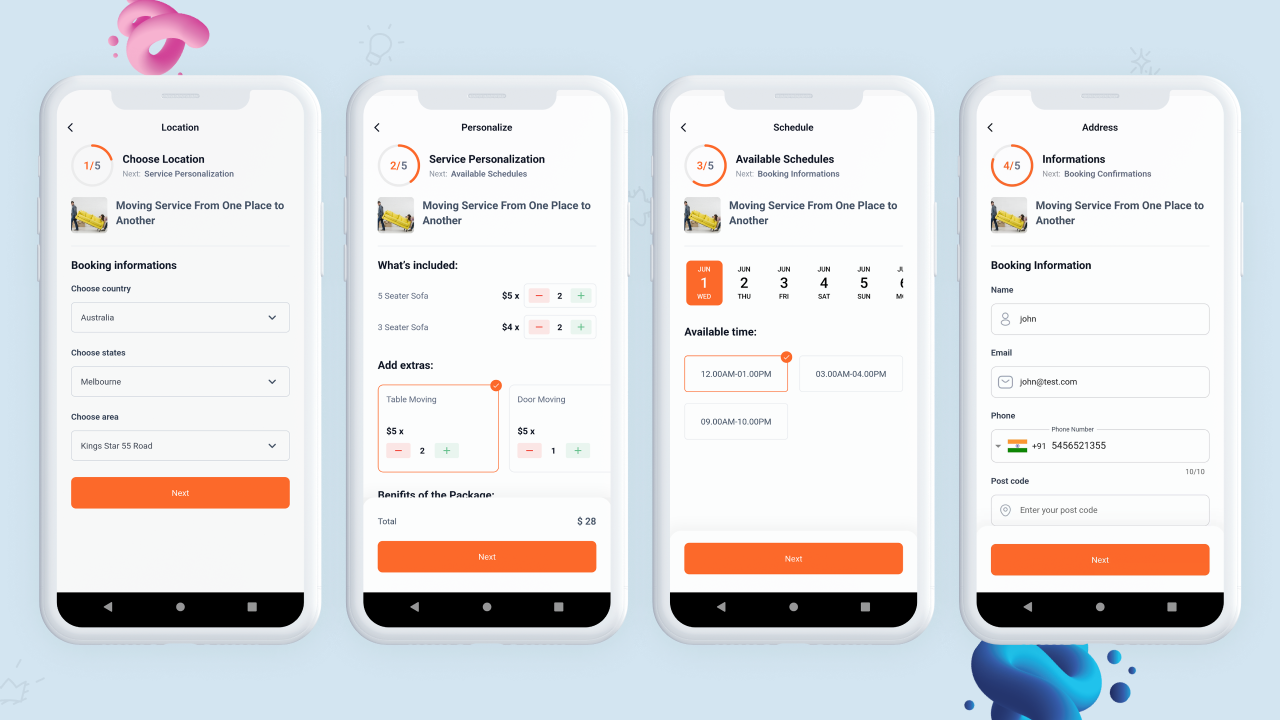 Location
1/5
Choose Location
Next: Service Personalization
Moving Service From One Place to
Another
Booking informations
Choose country
Australia
Choose states
Melbourne
Choose area
Kings Star 55 Road
Next
Personalize
2/5
Service Personalization
Next: Available Schedules
Moving Service From One Place to
Another
What's included:
5 Seater Sofa $5 x 2
3 Seater Sofa $4 x 2
Add extras:
Table Moving
$5 x
2
Door Moving
$5 x
1
Benifits of the Package:
Total $ 28
Next
Schedule
3/5
Available Schedules
Next: Booking Informations
Moving Service From One Place to
Another
JUN JUN JUN JUN JUN
1 2 3 4 5
WED THU FRI SAT SUN
Available time:
12.00AM-01.00PM 03.00AM-04.00PM
09.00AM-10.00PM
Next
Address
4/5
Informations
Next: Booking Confirmations
Moving Service From One Place to
Another
Booking Information
Name
john
Email
john@test.com
Phone
Phone Number
+91 5456521355
10/10
Post code
Enter your post code
Next